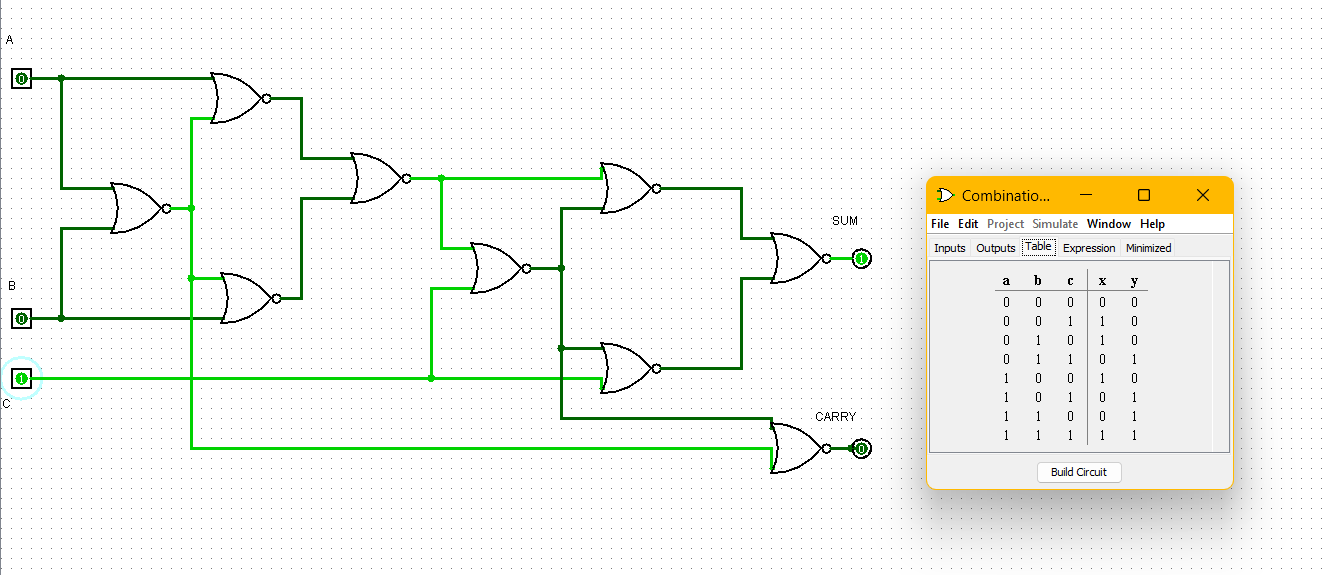 A
0
B
0
1
C
SUM
1
CARRY
0
Combinatio...
File Edit Project Simulate Window Help
Inputs Outputs Table Expression Minimized
a b c x y
0 0 0 0 0
0 0 1 1 0
0 1 0 1 0
0 1 1 0 1
1 0 0 1 0
1 0 1 0 1
1 1 0 0 1
1 1 1 1 1
Build Circuit